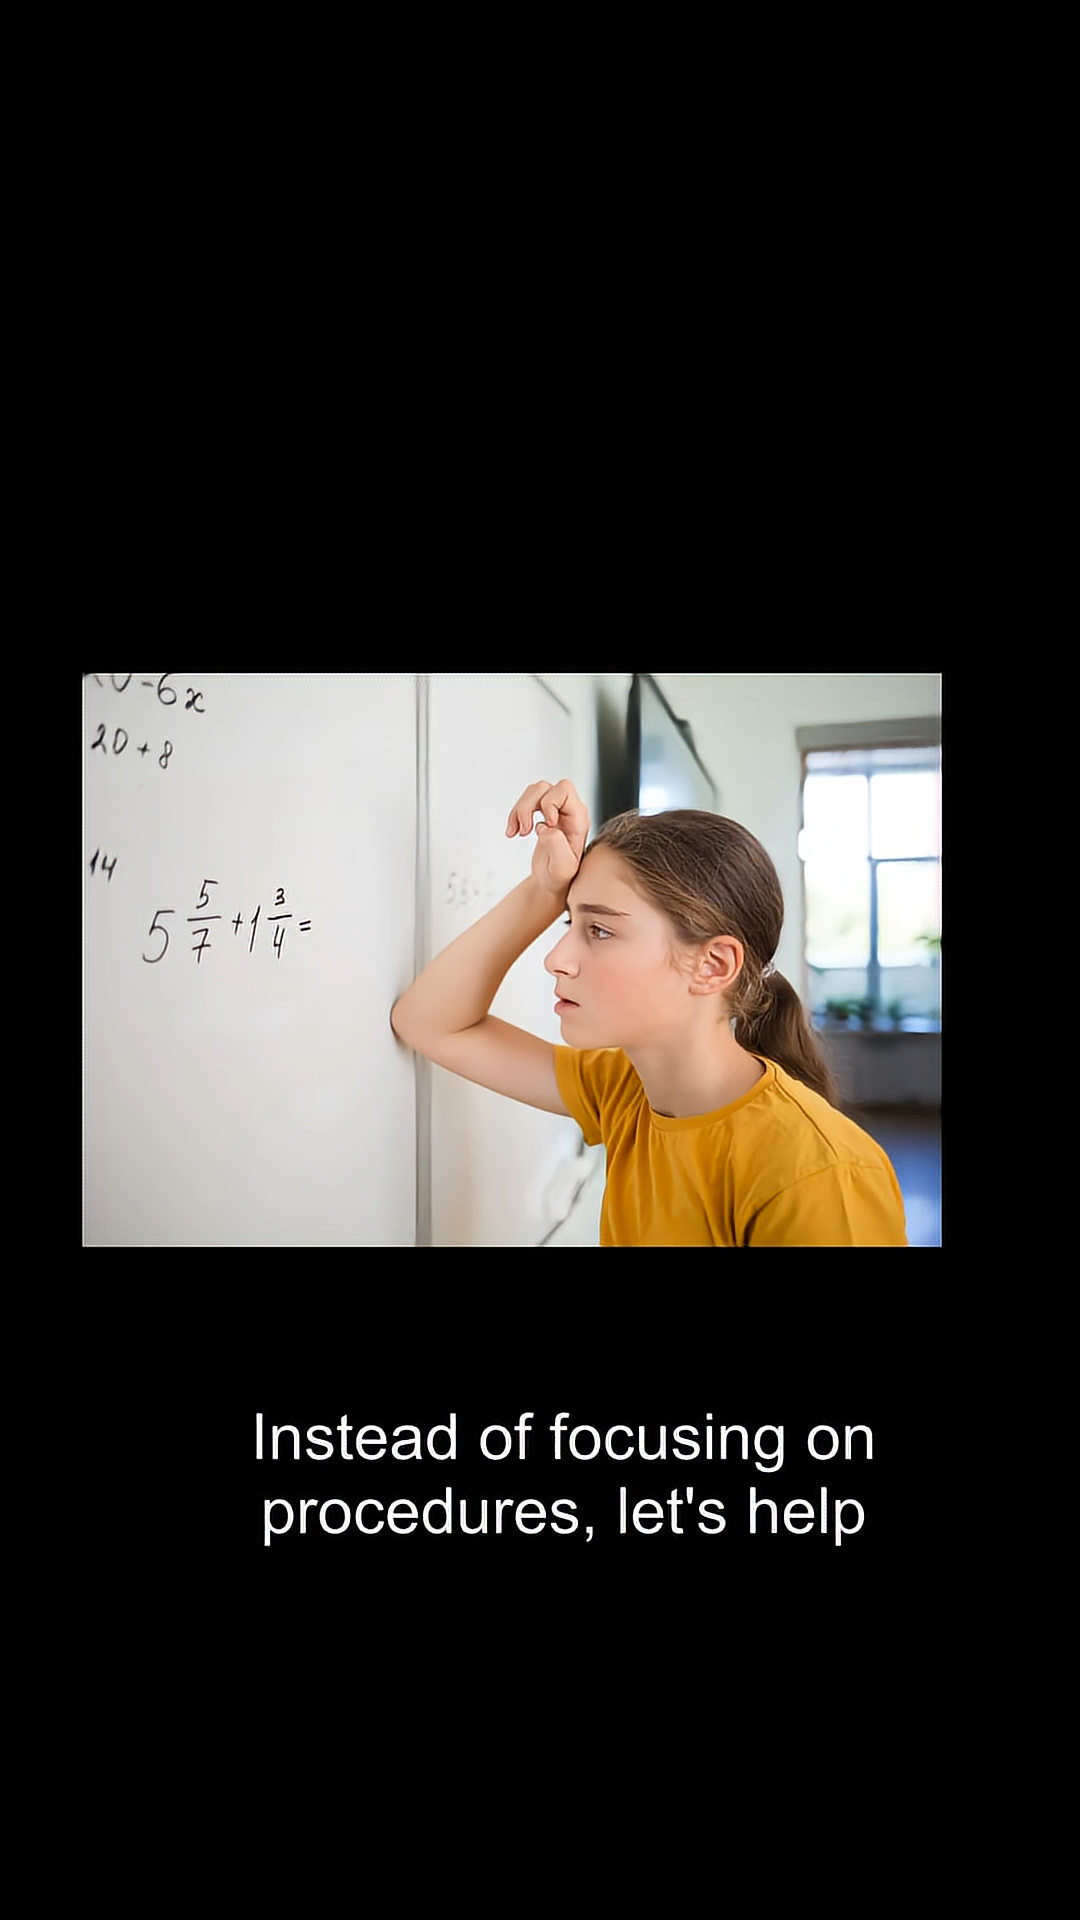 -6x
20+8
14
5 5/7 + 1 3/4 =
Instead of focusing on
procedures, let's help